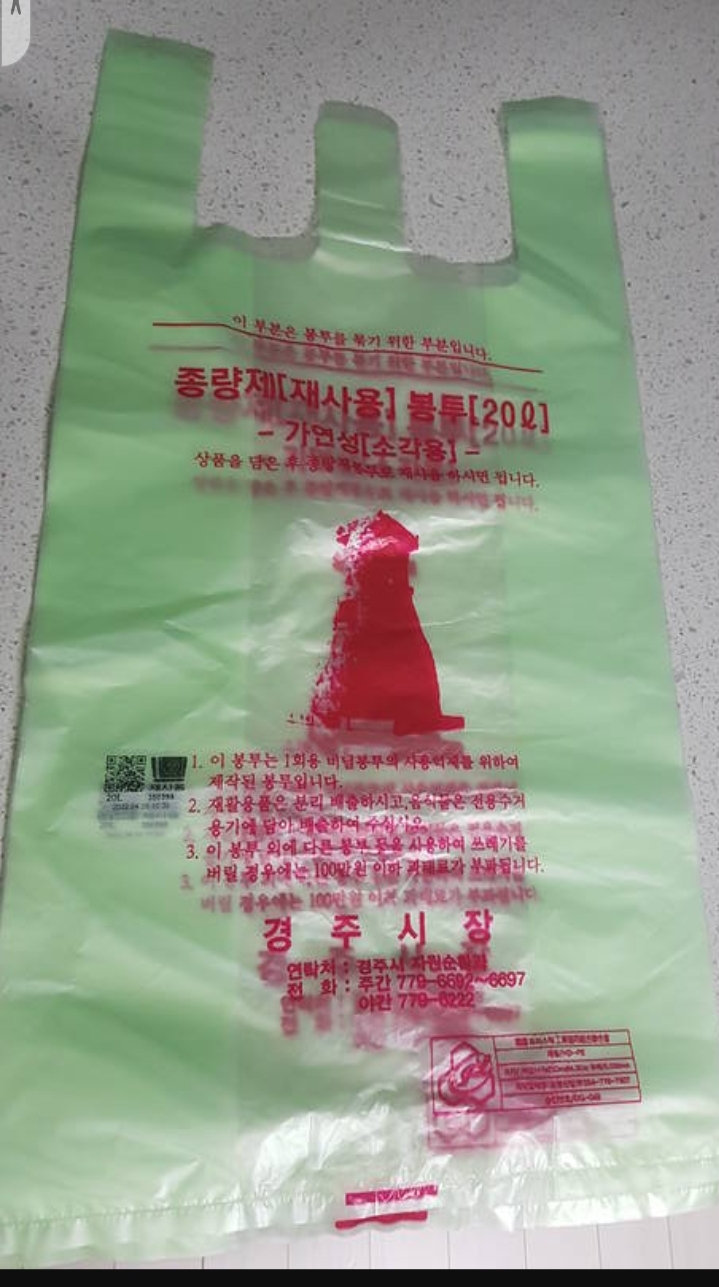 이 부분은 봉투를 묶기 위한 부분입니다.
종량제[재사용] 봉투[20ℓ]
- 가연성[소각용] -
상품을 담은 후 종량제봉투로 재사용 하시면 됩니다.
1. 이 봉투는 1회용 비닐봉투의 사용억제를 위하여
제작된 봉투입니다.
2. 재활용품은 분리 배출하시고,음식물은 전용수거
용기에 담아 배출하여 주십시오.
3. 이 봉투 외에 다른 봉투 등을 사용하여 쓰레기를
버릴 경우에는 100만원 이하 과태료가 부과됩니다.
20L
경주시장
연락처 : 경주시 자원순환과
전 화 : 주간 779-6692~6697
야간 779-6222